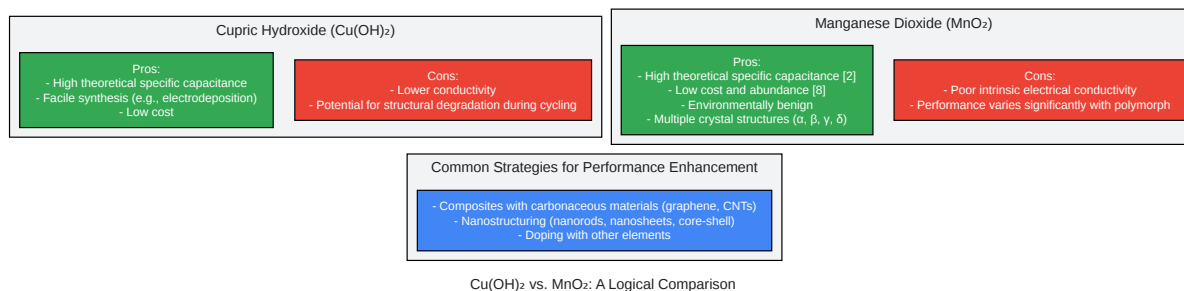 Cupric Hydroxide (Cu(OH)₂)
Pros:
- High theoretical specific capacitance
- Facile synthesis (e.g., electrodeposition)
- Low cost
Cons:
- Lower conductivity
- Potential for structural degradation during cycling
Manganese Dioxide (MnO₂)
Pros:
- High theoretical specific capacitance [2]
- Low cost and abundance [8]
- Environmentally benign
- Multiple crystal structures (α, β, γ, δ)
Cons:
- Poor intrinsic electrical conductivity
- Performance varies significantly with polymorph
Common Strategies for Performance Enhancement
- Composites with carbonaceous materials (graphene, CNTs)
- Nanostructuring (nanorods, nanosheets, core-shell)
- Doping with other elements
Cu(OH)₂ vs. MnO₂: A Logical Comparison